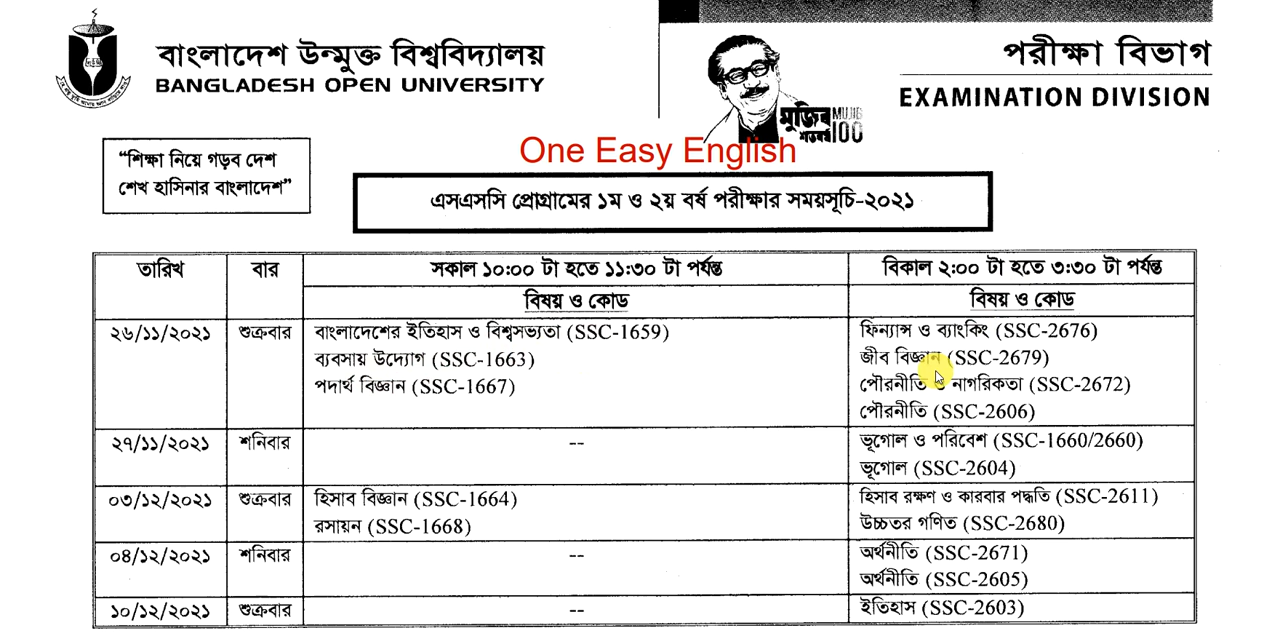 বাংলাদেশ উন্মুক্ত বিশ্ববিদ্যালয়
BANGLADESH OPEN UNIVERSITY
মুজিব
শতবর্ষ
MUJIB
100
পরীক্ষা বিভাগ
EXAMINATION DIVISION
“শিক্ষা নিয়ে গড়ব দেশ
শেখ হাসিনার বাংলাদেশ”
One Easy English
এসএসসি প্রোগ্রামের ১ম ও ২য় বর্ষ পরীক্ষার সময়সূচি-২০২১
তারিখ বার সকাল ১০:০০ টা হতে ১১:৩০ টা পর্যন্ত বিকাল ২:০০ টা হতে ৩:৩০ টা পর্যন্ত
বিষয় ও কোড বিষয় ও কোড
২৬/১১/২০২১ শুক্রবার বাংলাদেশের ইতিহাস ও বিশ্বসভ্যতা (SSC-1659) ফিন্যান্স ও ব্যাংকিং (SSC-2676)
ব্যবসায় উদ্যোগ (SSC-1663) জীব বিজ্ঞান (SSC-2679)
পদার্থ বিজ্ঞান (SSC-1667) পৌরনীতি ও নাগরিকতা (SSC-2672)
পৌরনীতি (SSC-2606)
২৭/১১/২০২১ শনিবার -- ভূগোল ও পরিবেশ (SSC-1660/2660)
ভূগোল (SSC-2604)
০৩/১২/২০২১ শুক্রবার হিসাব বিজ্ঞান (SSC-1664) হিসাব রক্ষণ ও কারবার পদ্ধতি (SSC-2611)
রসায়ন (SSC-1668) উচ্চতর গণিত (SSC-2680)
০৪/১২/২০২১ শনিবার -- অর্থনীতি (SSC-2671)
অর্থনীতি (SSC-2605)
১০/১২/২০২১ শুক্রবার -- ইতিহাস (SSC-2603)